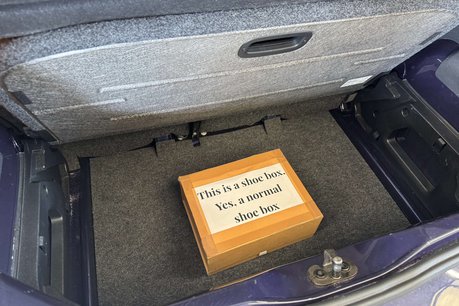 This is a shoe box.
Yes, a normal
shoe box